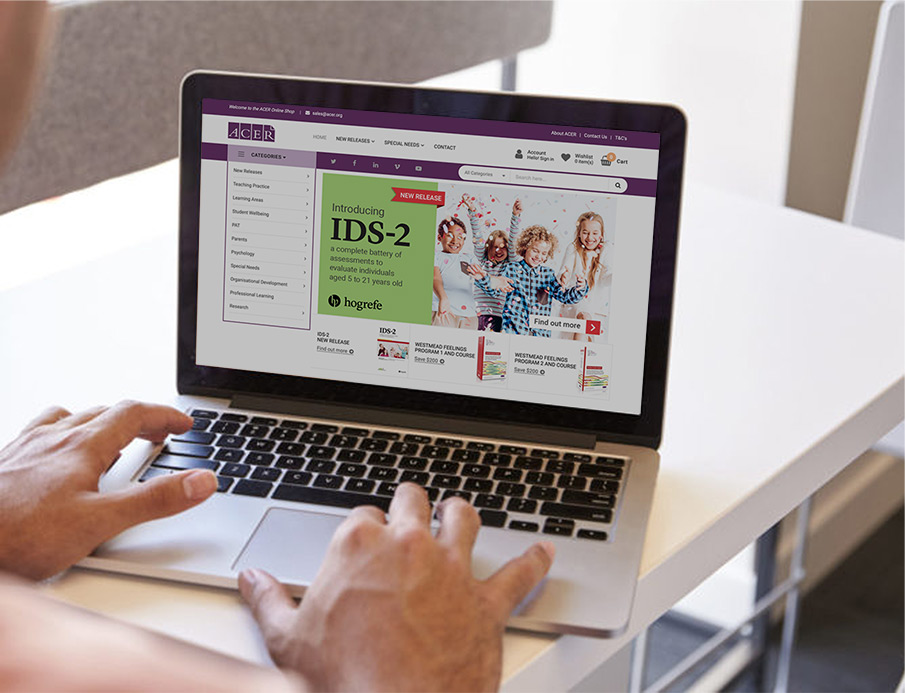 Welcome to the ACER Online Shop | sales@acer.org
About ACER | Contact Us | T&C's
ACER
HOME NEW RELEASES SPECIAL NEEDS CONTACT
Account
Hello! Sign in
Wishlist
0 item(s)
0
Cart
CATEGORIES
All Categories
Search here...
New Releases
Teaching Practice
Learning Areas
Student Wellbeing
PAT
Parents
Psychology
Special Needs
Organisational Development
Professional Learning
Research
NEW RELEASE
Introducing
IDS-2
a complete battery of
assessments to
evaluate individuals
aged 5 to 21 years old
hogrefe
Find out more
IDS-2
NEW RELEASE
Find out more
IDS-2
WESTMEAD FEELINGS
PROGRAM 1 AND COURSE
Save $200
WESTMEAD FEELINGS
PROGRAM 2 AND COURSE
Save $200